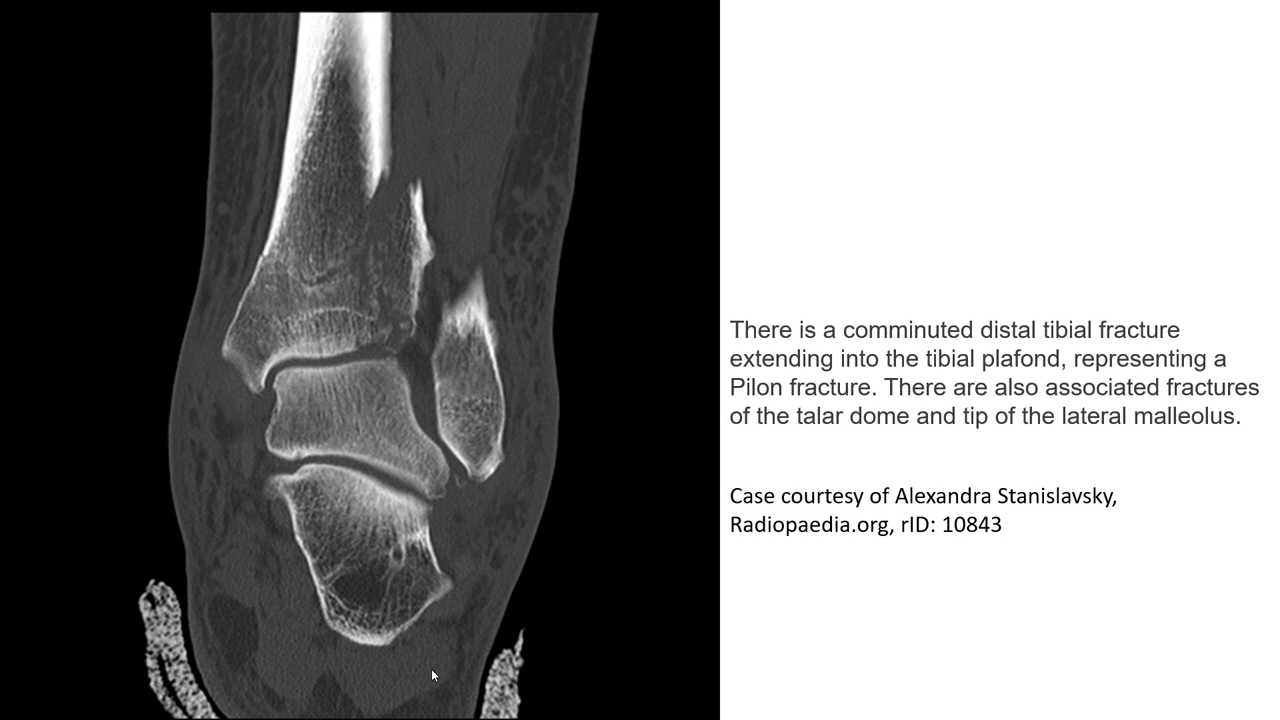 There is a comminuted distal tibial fracture
extending into the tibial plafond, representing a
Pilon fracture. There are also associated fractures
of the talar dome and tip of the lateral malleolus.
Case courtesy of Alexandra Stanislavsky,
Radiopaedia.org, rID: 10843